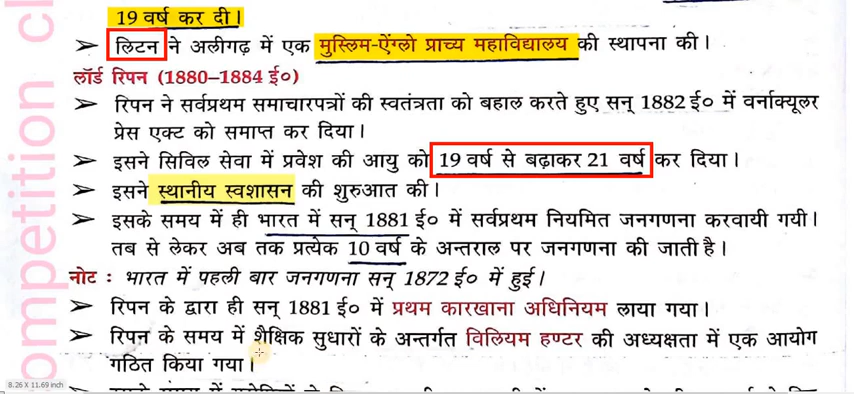 19 वर्ष कर दी।
➤ लिटन ने अलीगढ़ में एक मुस्लिम-ऐंग्लो प्राच्य महाविद्यालय की स्थापना की।
लॉर्ड रिपन (1880–1884 ई०)
➤ रिपन ने सर्वप्रथम समाचारपत्रों की स्वतंत्रता को बहाल करते हुए सन् 1882 ई० में वर्नाक्यूलर
प्रेस एक्ट को समाप्त कर दिया।
➤ इसने सिविल सेवा में प्रवेश की आयु को 19 वर्ष से बढ़ाकर 21 वर्ष कर दिया।
➤ इसने स्थानीय स्वशासन की शुरुआत की।
➤ इसके समय में ही भारत में सन् 1881 ई० में सर्वप्रथम नियमित जनगणना करवायी गयी।
तब से लेकर अब तक प्रत्येक 10 वर्ष के अन्तराल पर जनगणना की जाती है।
नोट : भारत में पहली बार जनगणना सन् 1872 ई० में हुई।
➤ रिपन के द्वारा ही सन् 1881 ई० में प्रथम कारखाना अधिनियम लाया गया।
➤ रिपन के समय में शैक्षिक सुधारों के अन्तर्गत विलियम हण्टर की अध्यक्षता में एक आयोग
गठित किया गया।
ompetition cl
8.26 X 11.69 inch